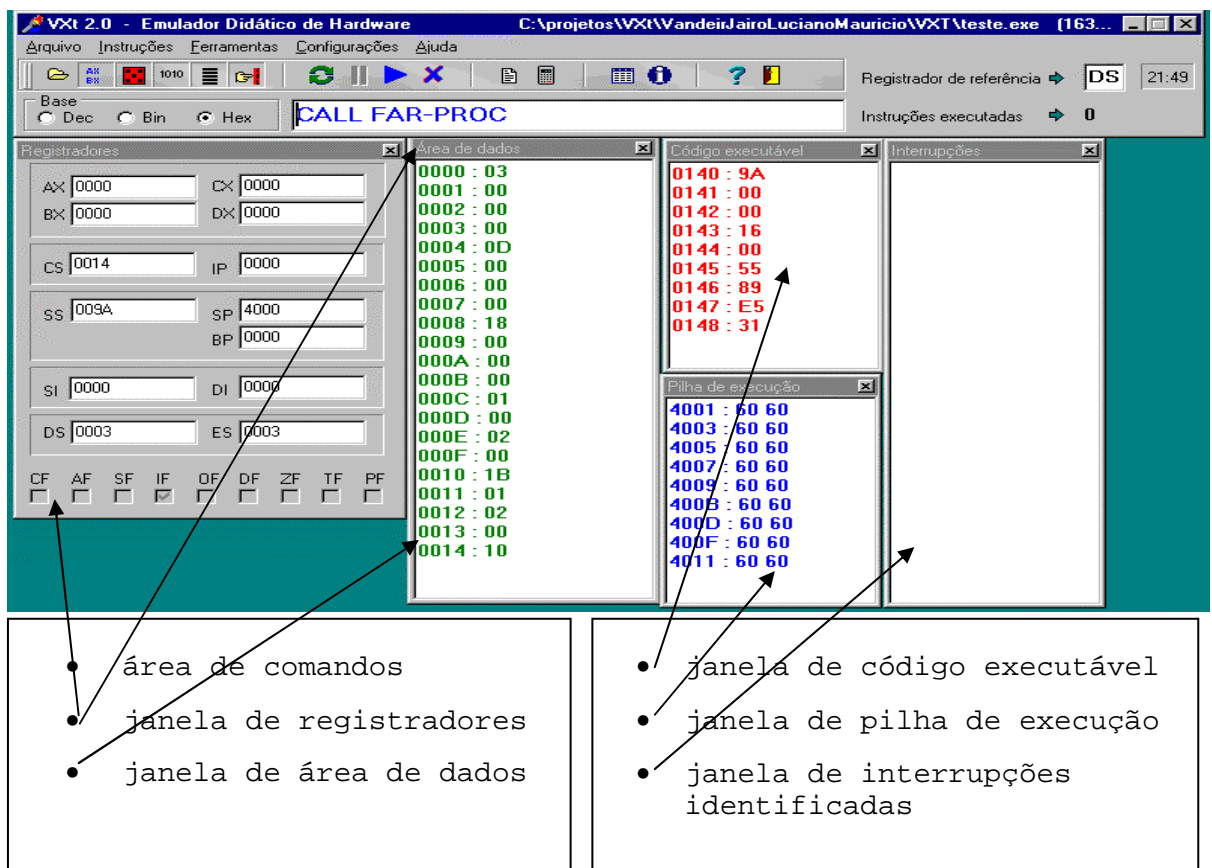 VXt 2.0 - Emulador Didático de Hardware C:\projetos\VXt\VandeirJairoLucianoMauricio\VXT\teste.exe (163...
Arquivo Instruções Ferramentas Configurações Ajuda
AX BX 1010
Registrador de referência DS 21:49
Base
Dec Bin Hex
CALL FAR-PROC
Instruções executadas 0
Registradores
AX 0000 CX 0000
BX 0000 DX 0000
CS 0014 IP 0000
SS 009A SP 4000
BP 0000
SI 0000 DI 0000
DS 0003 ES 0003
CF AF SF IF OF DF ZF TF PF
Área de dados
0000 : 03
0001 : 00
0002 : 00
0003 : 00
0004 : 0D
0005 : 00
0006 : 00
0007 : 00
0008 : 18
0009 : 00
000A : 00
000B : 00
000C : 01
000D : 00
000E : 02
000F : 00
0010 : 1B
0011 : 01
0012 : 02
0013 : 00
0014 : 10
Código executável
0140 : 9A
0141 : 00
0142 : 00
0143 : 16
0144 : 00
0145 : 55
0146 : 89
0147 : E5
0148 : 31
Pilha de execução
4001 : 60 60
4003 : 60 60
4005 : 60 60
4007 : 60 60
4009 : 60 60
400B : 60 60
400D : 60 60
400F : 60 60
4011 : 60 60
Interrupções
• área de comandos
• janela de registradores
• janela de área de dados
• janela de código executável
• janela de pilha de execução
• janela de interrupções
identificadas